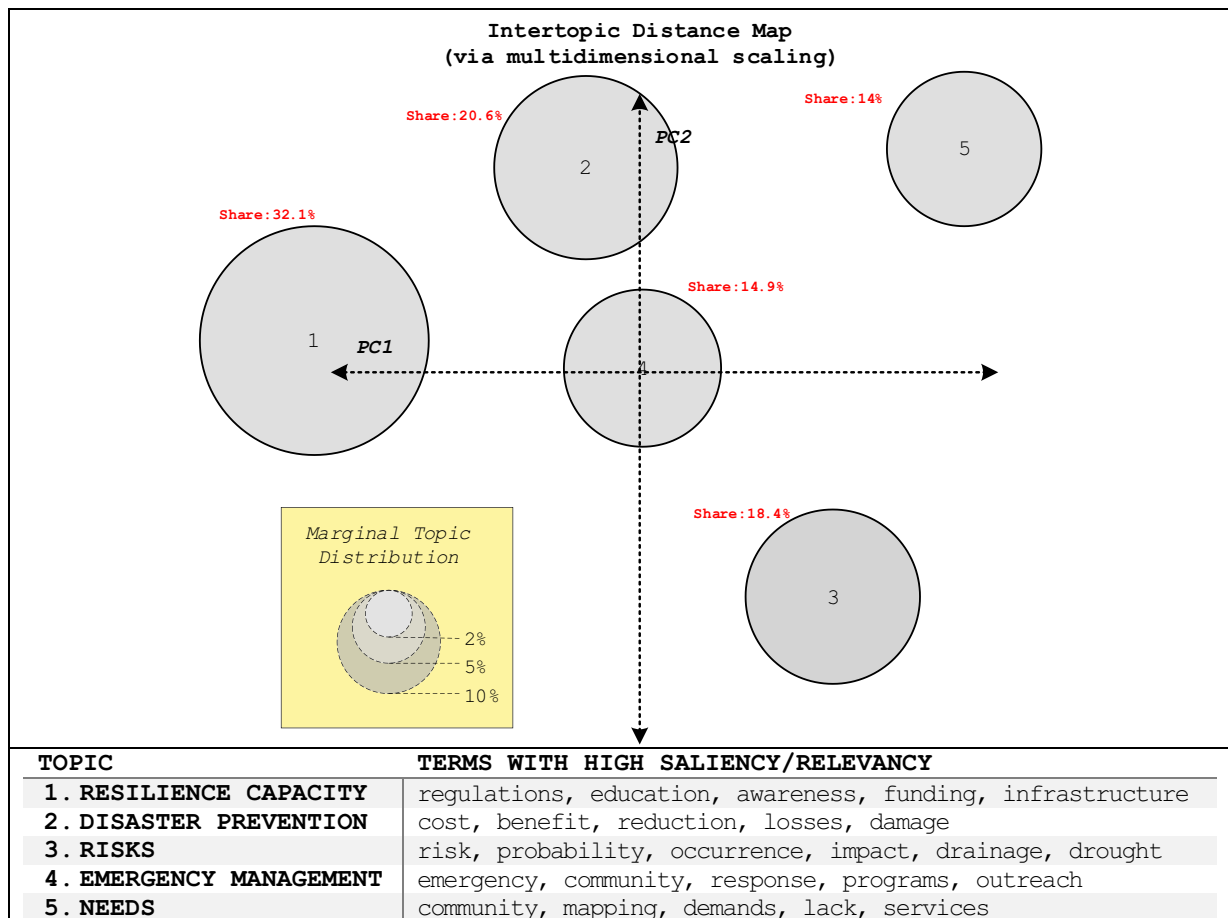 Intertopic Distance Map
(via multidimensional scaling)
Share:20.6%
Share:14%
PC2
2
5
Share:32.1%
Share:14.9%
1
PC1
4
Share:18.4%
3
Marginal Topic
Distribution
2%
5%
10%
TOPIC TERMS WITH HIGH SALIENCY/RELEVANCY
1. RESILIENCE CAPACITY regulations, education, awareness, funding, infrastructure
2. DISASTER PREVENTION cost, benefit, reduction, losses, damage
3. RISKS risk, probability, occurrence, impact, drainage, drought
4. EMERGENCY MANAGEMENT emergency, community, response, programs, outreach
5. NEEDS community, mapping, demands, lack, services